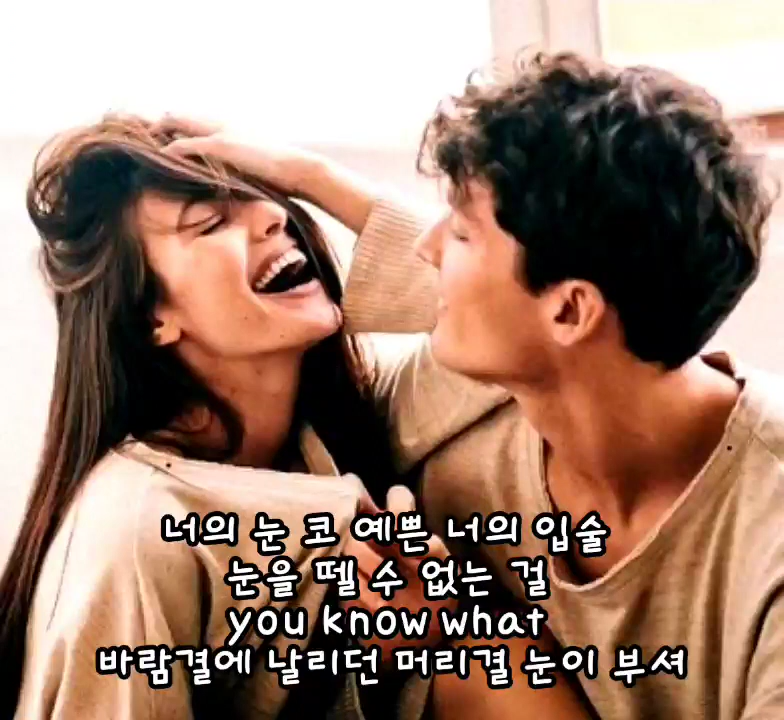 너의 눈 코 예쁜 너의 입술
눈을 뗄 수 없는 걸
you know what
바람결에 날리던 머리결 눈이 부셔